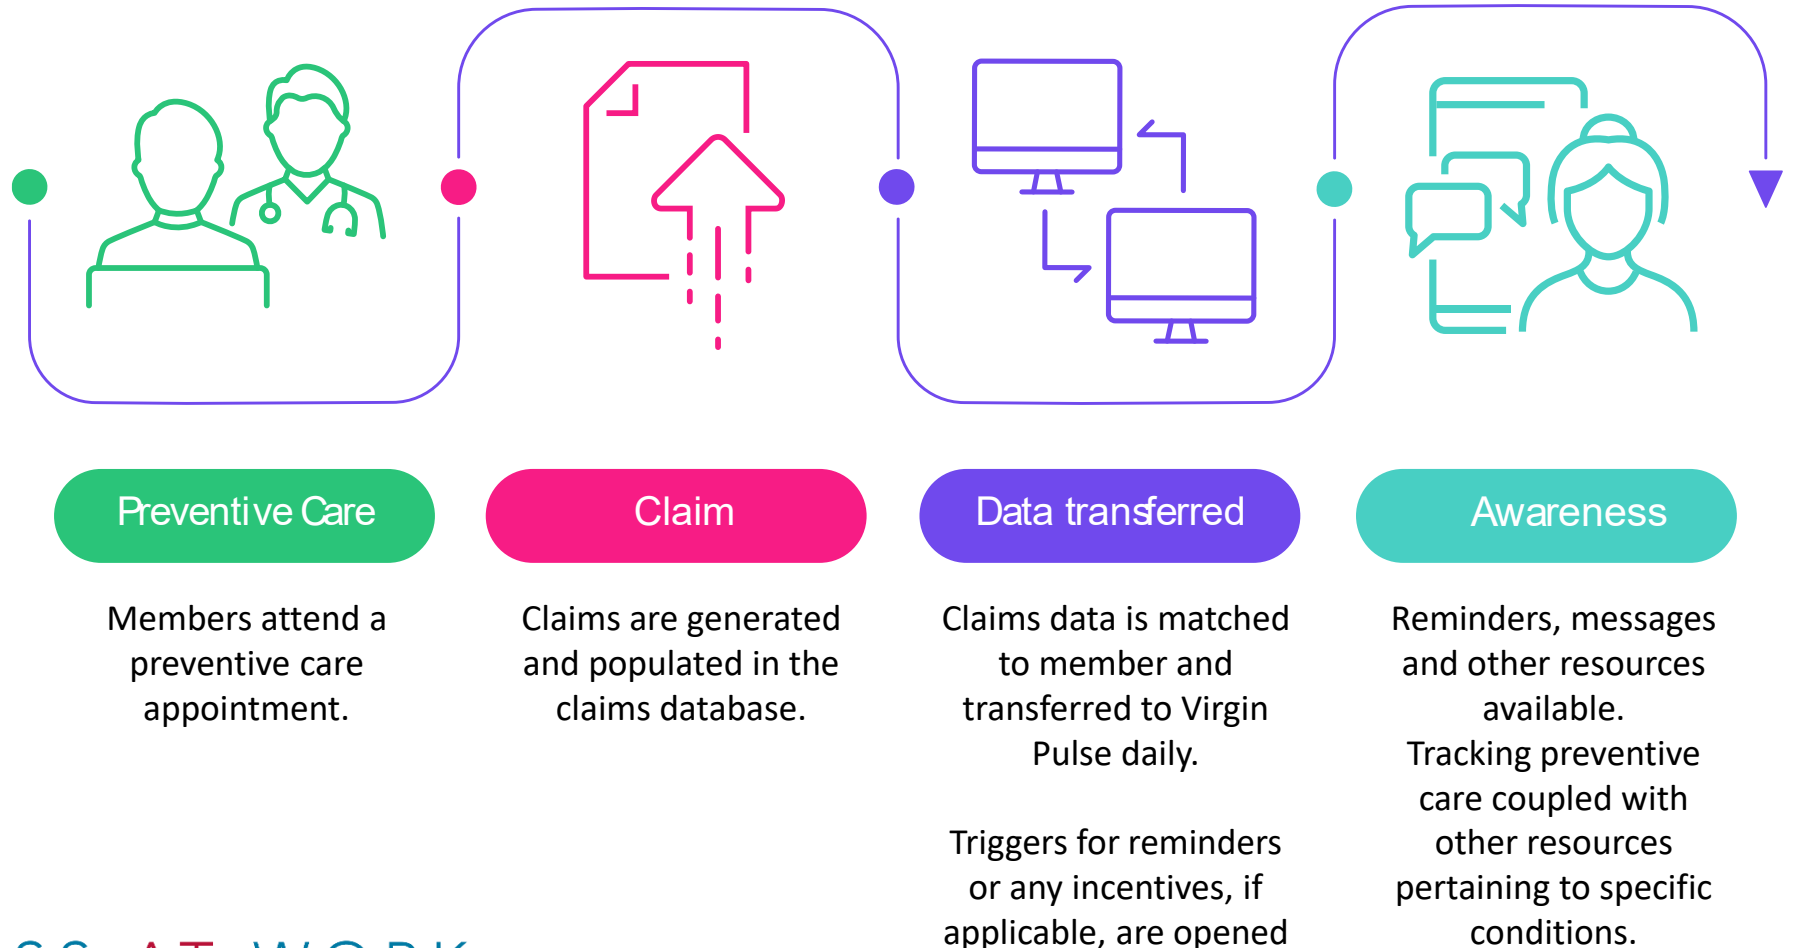 Preventive Care
Members attend a
preventive care
appointment.
Claim
Claims are generated
and populated in the
claims database.
Data transferred
Claims data is matched
to member and
transferred to Virgin
Pulse daily.
Triggers for reminders
or any incentives, if
applicable, are opened
Awareness
Reminders, messages
and other resources
available.
Tracking preventive
care coupled with
other resources
pertaining to specific
conditions.
SS AT WORK